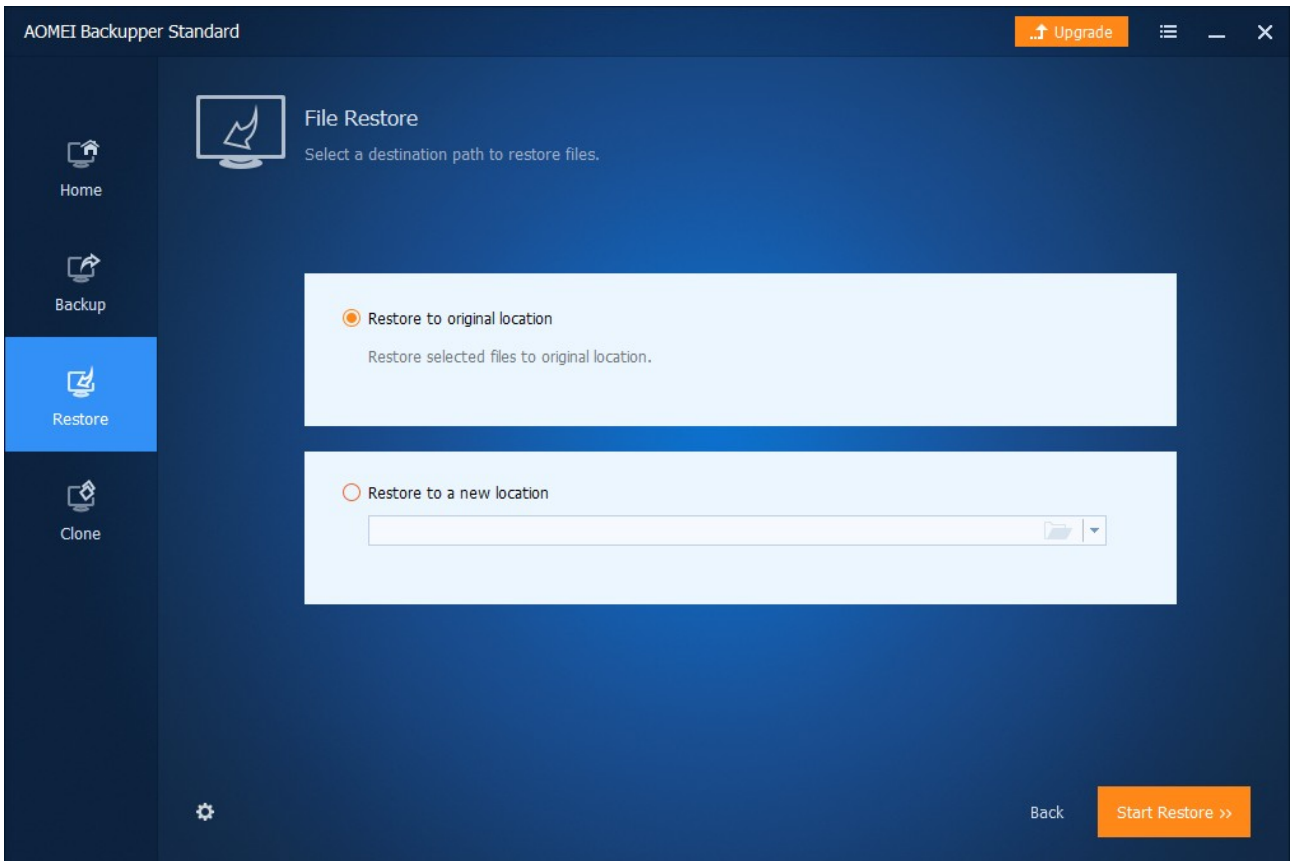 AOMEI Backupper Standard
Upgrade
File Restore
Select a destination path to restore files.
Home
Backup
Restore
Clone
Restore to original location
Restore selected files to original location.
Restore to a new location
Back
Start Restore »